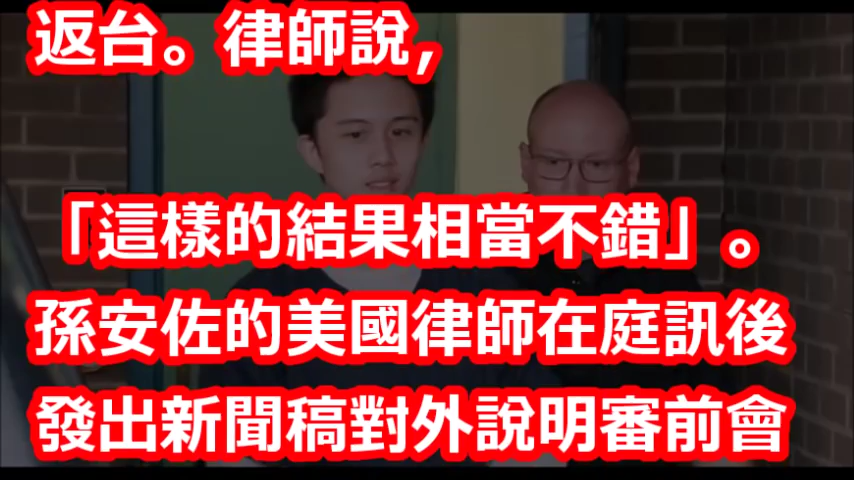 返台。律師說，
「這樣的結果相當不錯」。
孫安佐的美國律師在庭訊後
發出新聞稿對外說明審前會